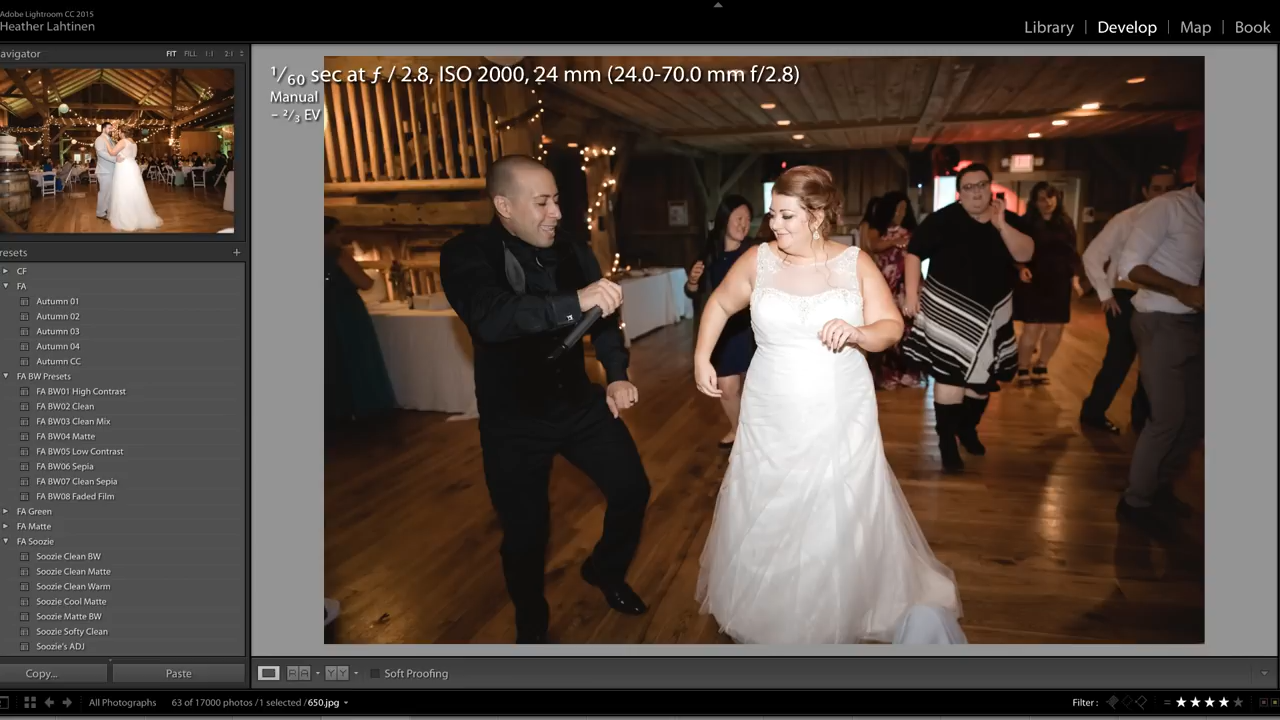 Adobe Lightroom CC 2015
Heather Lahtinen
Library | Develop | Map | Book
avigator FIT FILL 1:1 2:1
1/60 sec at ƒ / 2.8, ISO 2000, 24 mm (24.0-70.0 mm f/2.8)
Manual
- 2/3 EV
resets +
CF
FA
Autumn 01
Autumn 02
Autumn 03
Autumn 04
Autumn CC
FA BW Presets
FA BW01 High Contrast
FA BW02 Clean
FA BW03 Clean Mix
FA BW04 Matte
FA BW05 Low Contrast
FA BW06 Sepia
FA BW07 Clean Sepia
FA BW08 Faded Film
FA Green
FA Matte
FA Soozie
Soozie Clean BW
Soozie Clean Matte
Soozie Clean Warm
Soozie Cool Matte
Soozie Matte BW
Soozie Softy Clean
Soozie's ADJ
Copy... Paste
Soft Proofing
All Photographs 63 of 17000 photos /1 selected /650.jpg
Filter :